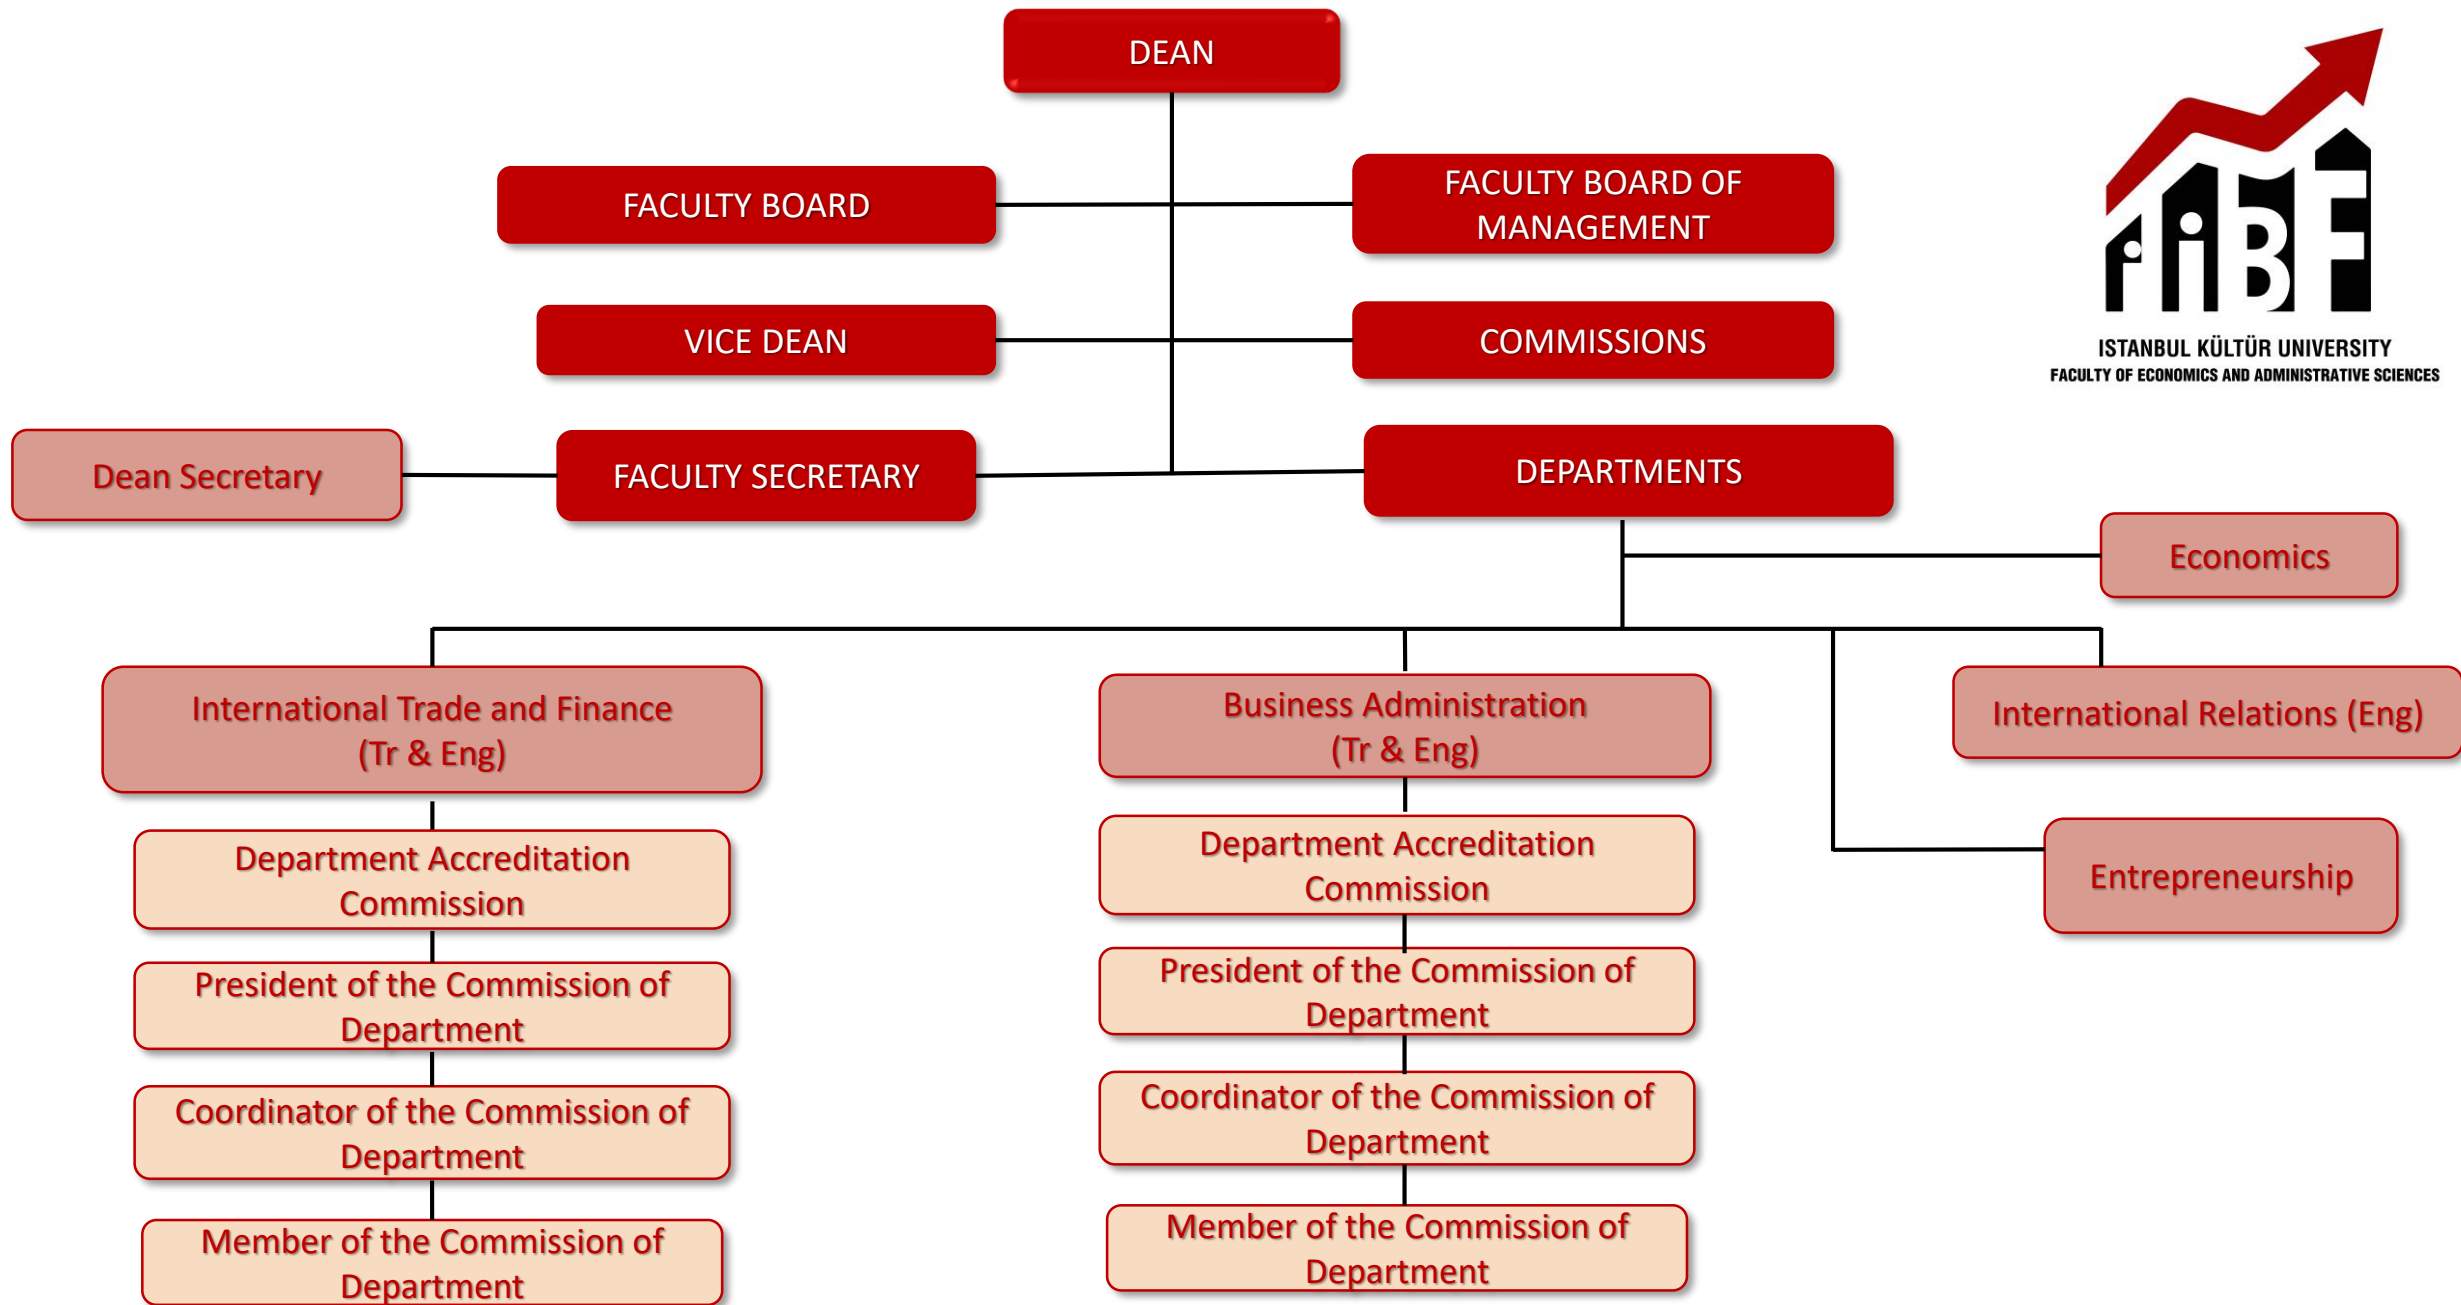 DEAN
FACULTY BOARD
FACULTY BOARD OF
MANAGEMENT
VICE DEAN
COMMISSIONS
fiBF
ISTANBUL KÜLTÜR UNIVERSITY
FACULTY OF ECONOMICS AND ADMINISTRATIVE SCIENCES
Dean Secretary
FACULTY SECRETARY
DEPARTMENTS
Economics
International Trade and Finance
(Tr & Eng)
Business Administration
(Tr & Eng)
International Relations (Eng)
Entrepreneurship
Department Accreditation
Commission
President of the Commission of
Department
Coordinator of the Commission of
Department
Member of the Commission of
Department
Department Accreditation
Commission
President of the Commission of
Department
Coordinator of the Commission of
Department
Member of the Commission of
Department